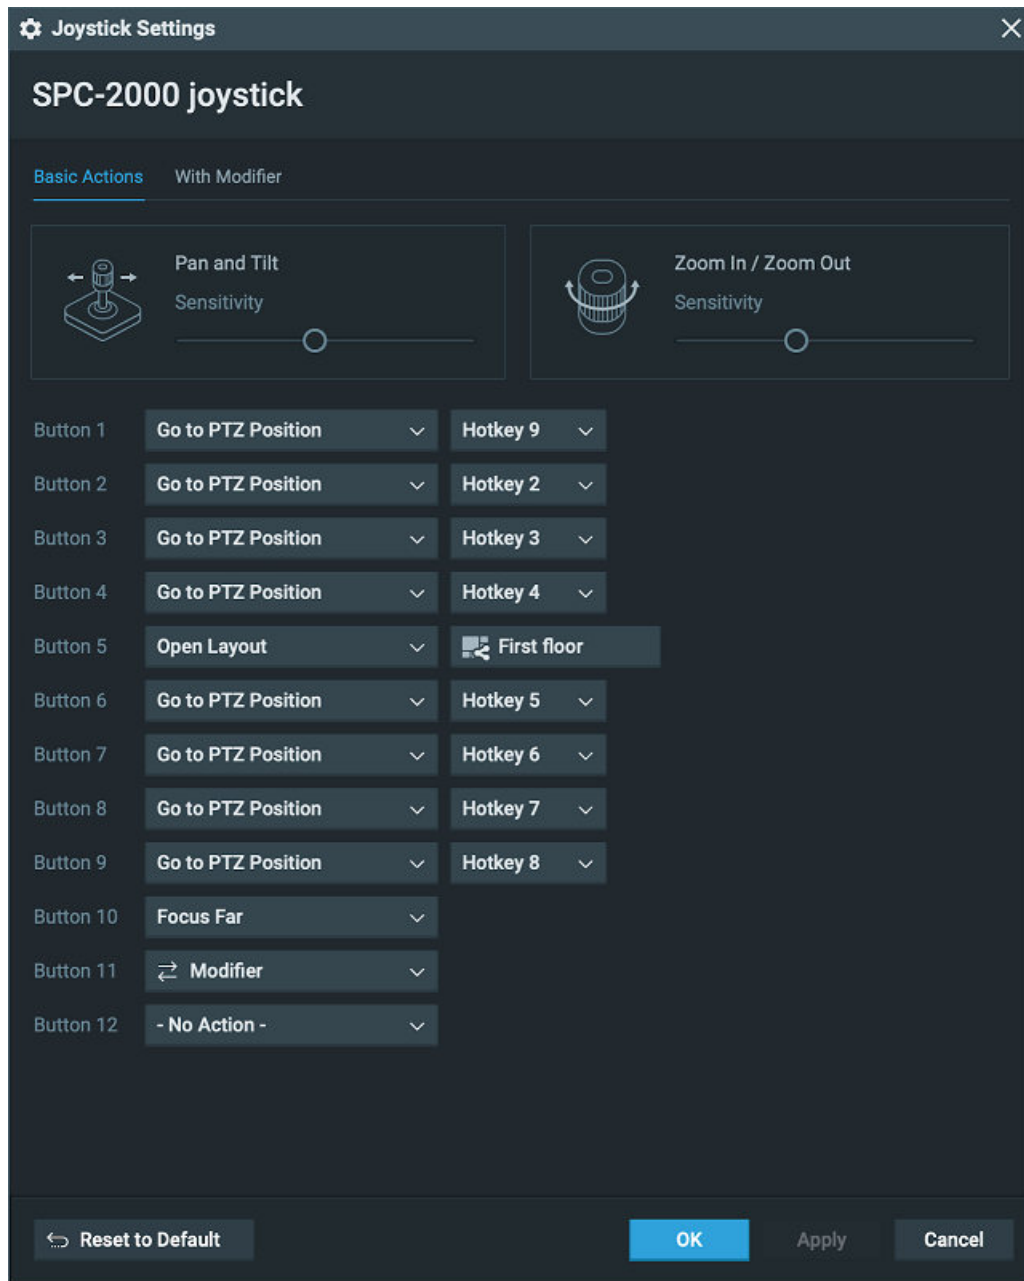 Joystick Settings
SPC-2000 joystick
Basic Actions With Modifier
Pan and Tilt
Sensitivity
Zoom In / Zoom Out
Sensitivity
Button 1 Go to PTZ Position Hotkey 9
Button 2 Go to PTZ Position Hotkey 2
Button 3 Go to PTZ Position Hotkey 3
Button 4 Go to PTZ Position Hotkey 4
Button 5 Open Layout First floor
Button 6 Go to PTZ Position Hotkey 5
Button 7 Go to PTZ Position Hotkey 6
Button 8 Go to PTZ Position Hotkey 7
Button 9 Go to PTZ Position Hotkey 8
Button 10 Focus Far
Button 11 Modifier
Button 12 - No Action -
Reset to Default OK Apply Cancel